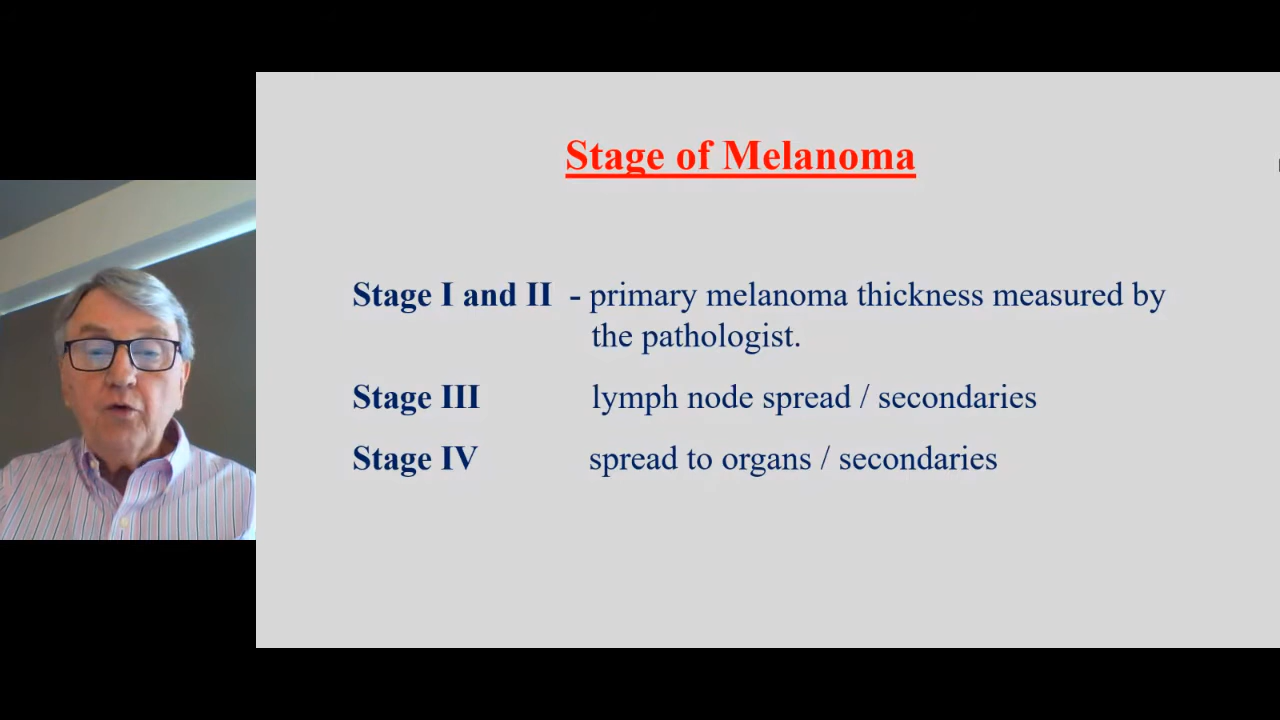 Stage of Melanoma
Stage I and II - primary melanoma thickness measured by
the pathologist.
Stage III lymph node spread / secondaries
Stage IV spread to organs / secondaries